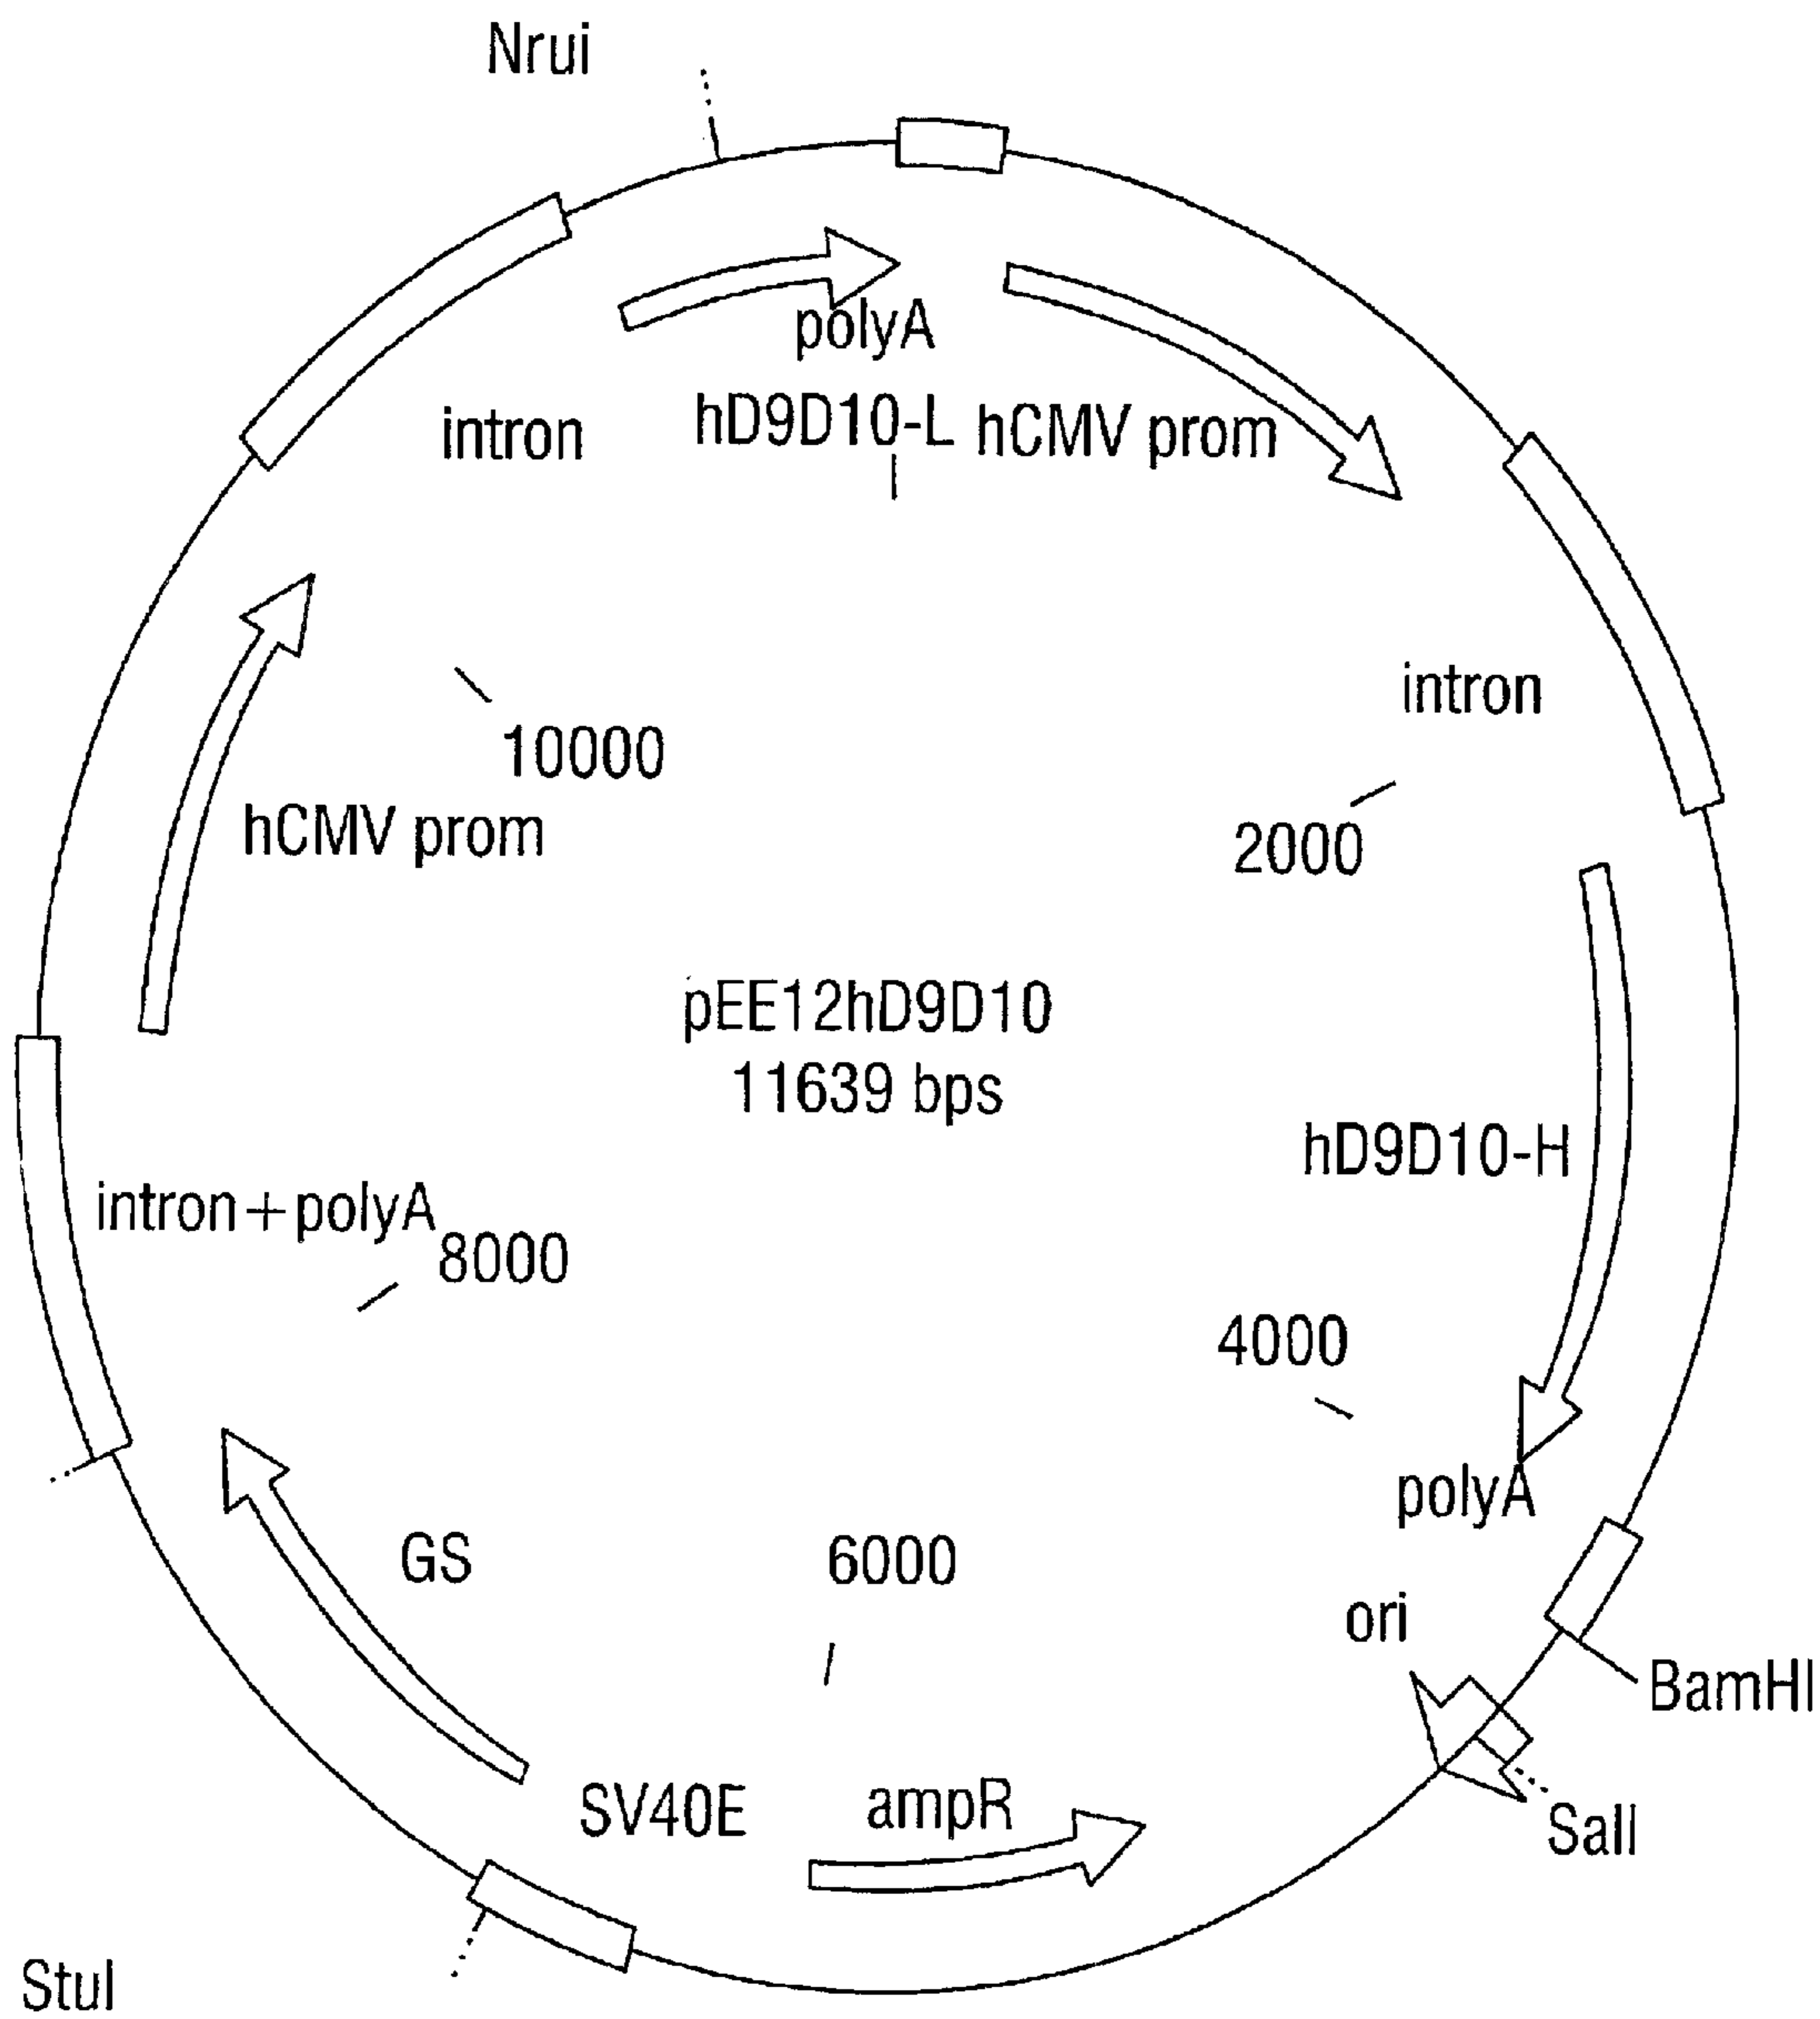 Nrui
polyA
hD9D10-L
hCMV prom
intron
intron
10000
hCMV prom
2000
pEE12hD9D10
11639 bps
hD9D10-H
intron+polyA
8000
4000
polyA
GS
6000
ori
BamHI
SV40E
ampR
SalI
StuI